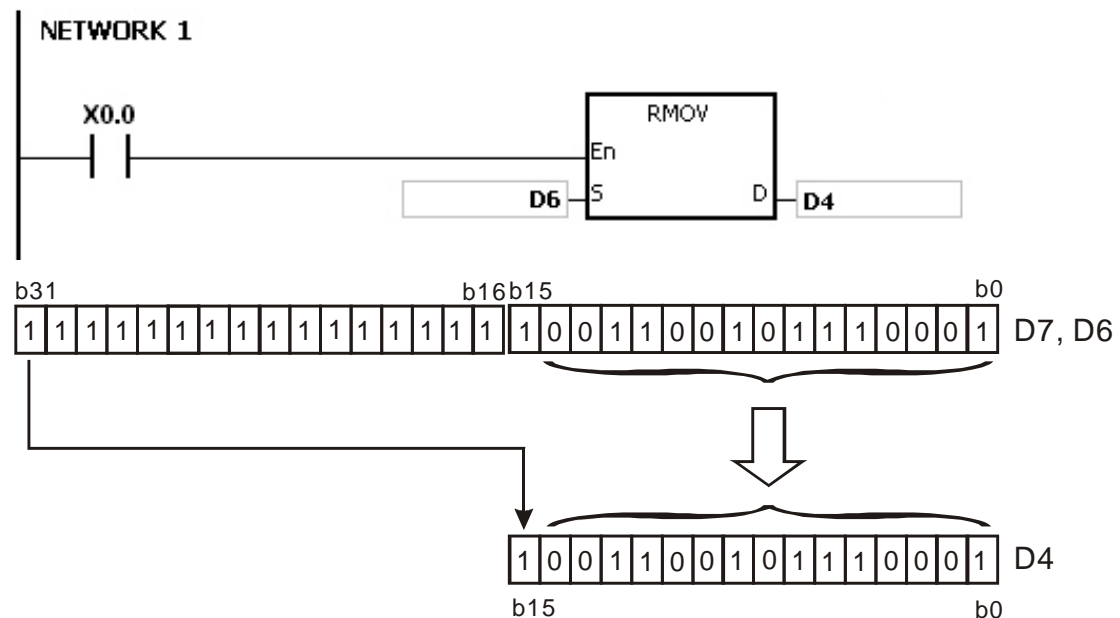 NETWORK 1
X0.0
RMOV
En
D6 S D D4
b31 b16 b15 b0
1 1 1 1 1 1 1 1 1 1 1 1 1 1 1 1 1 0 0 1 1 0 0 1 0 1 1 1 0 0 0 1 D7, D6
1 0 0 1 1 0 0 1 0 1 1 1 0 0 0 1 D4
b15 b0